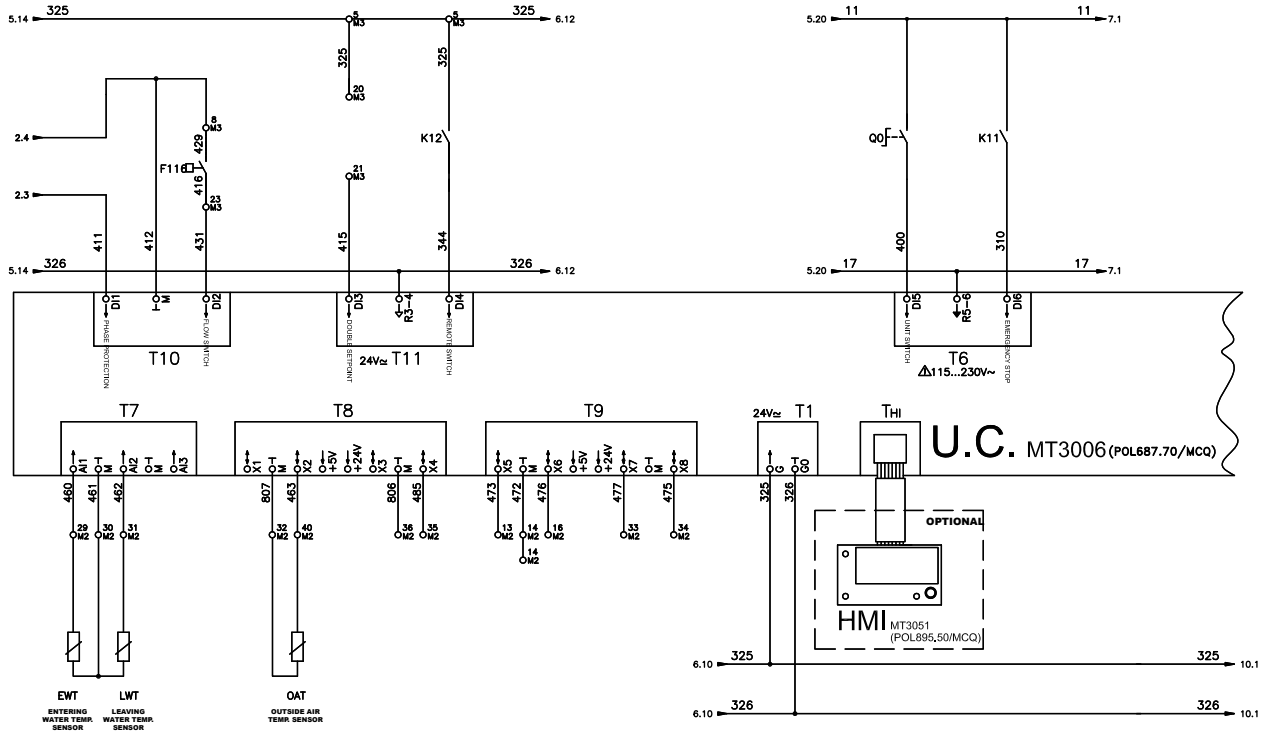 5.14 325 5 M3 325 5 M3 6.12
5.20 11 11 7.1
325
325
20 M3
2.4
8 M3
429
F116
416
K12
Q0
K11
21 M3
2.3
23 M3
411
412
431
415
344
400
310
5.14 326 326 6.12
5.20 17 17 7.1
DI1
M
DI2
DI3
R3-4
DI4
DI5
R5-6
DI6
PHASE PROTECTION
FLOW SWITCH
DOUBLE SETPOINT
REMOTE SWITCH
UNIT SWITCH
EMERGENCY STOP
T10
24V≃ T11
T6
⚠115...230V~
T7
T8
T9
24V≃ T1
THI
U.C. MT3006 (POL687.70/MCQ)
AI1
M
AI2
M
AI3
X1
M
X2
+5V
+24V
X3
M
X4
X5
M
X6
+5V
+24V
X7
M
X8
G
G0
460
461
462
807
463
806
485
473
472
476
477
475
325
326
29 M2
30 M2
31 M2
32 M2
40 M2
36 M2
35 M2
13 M2
14 M2
16 M2
33 M2
34 M2
14 M2
OPTIONAL
HMI MT3051
(POL895.50/MCQ)
6.10 325 325 10.1
EWT
LWT
OAT
ENTERING
WATER TEMP.
SENSOR
LEAVING
WATER TEMP.
SENSOR
OUTSIDE AIR
TEMP. SENSOR
6.10 326 326 10.1